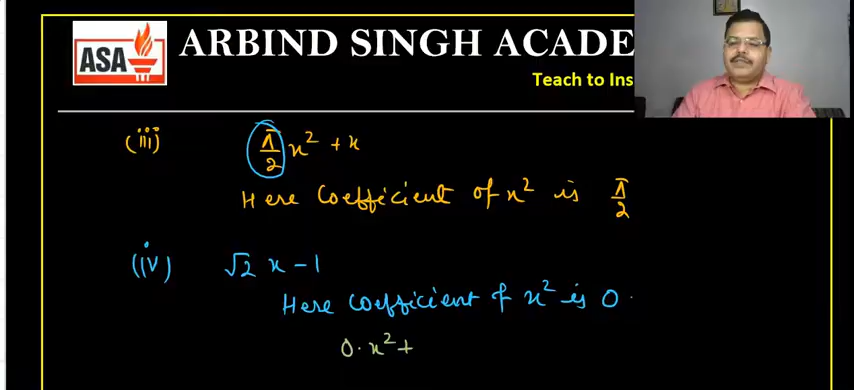 ASA
ARBIND SINGH ACADE
Teach to Ins
(iii) π/2 x² + x
Here coefficient of x² is π/2
(iv) √2 x - 1
Here coefficient of x² is 0.
0.x² +